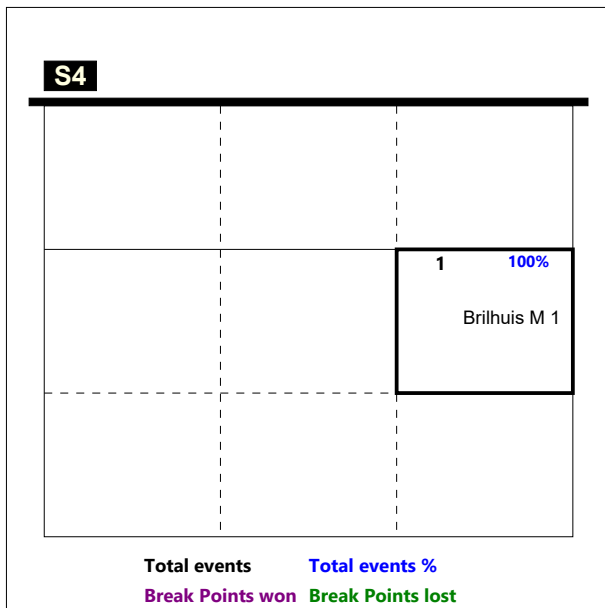 S4
1 100%
Brilhuis M 1
Total events Total events %
Break Points won Break Points lost